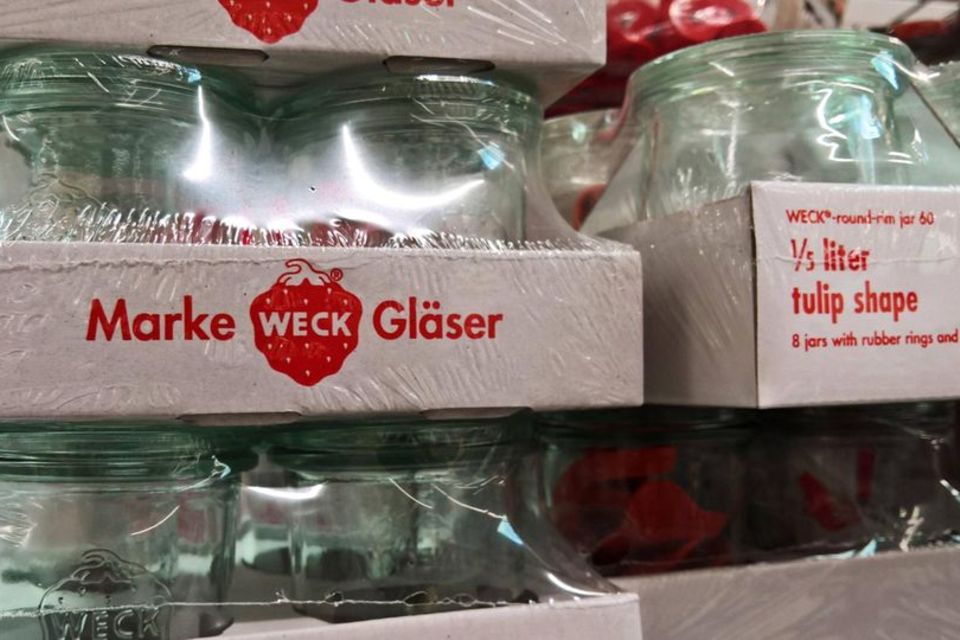 Gläser
Marke WECK® Gläser
WECK®-round-rim jar 60
1/5 liter
tulip shape
8 jars with rubber rings and
WECK